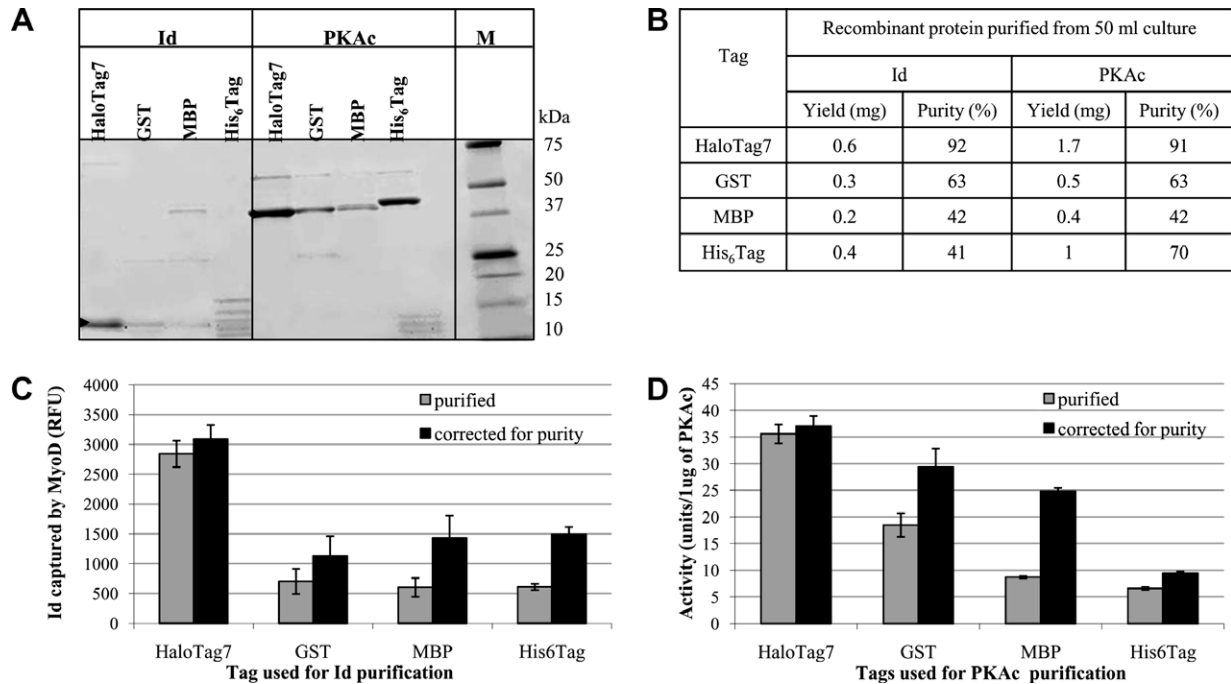 A
Id PKAc M
HaloTag7 GST MBP His₆Tag HaloTag7 GST MBP His₆Tag
kDa
75
50
37
25
20
15
10
B
Tag
Recombinant protein purified from 50 ml culture
Id PKAc
Yield (mg) Purity (%) Yield (mg) Purity (%)
HaloTag7 0.6 92 1.7 91
GST 0.3 63 0.5 63
MBP 0.2 42 0.4 42
His₆Tag 0.4 41 1 70
C
Id captured by MyoD (RFU)
4000
3500
3000
2500
2000
1500
1000
500
0
purified
corrected for purity
HaloTag7 GST MBP His6Tag
Tag used for Id purification
D
Activity (units/1ug of PKAc)
45
40
35
30
25
20
15
10
5
0
purified
corrected for purity
HaloTag7 GST MBP His6Tag
Tags used for PKAc purification